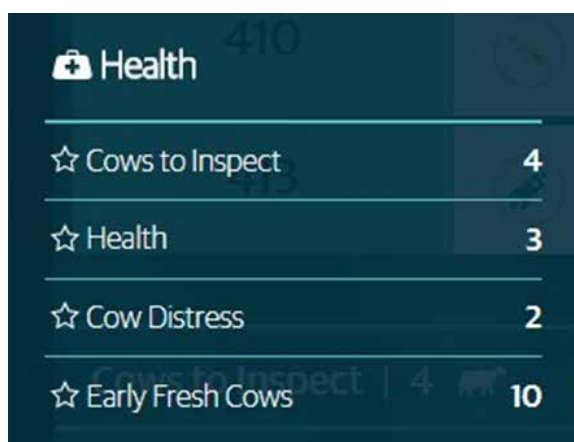 410
Health
Cows to Inspect 4
413
Health 3
Cow Distress 2
Cows to Inspect | 4
Early Fresh Cows 10